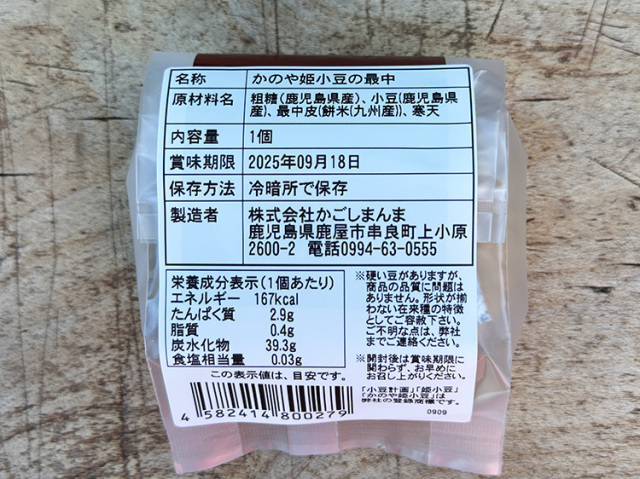 名称 かのや姫小豆の最中
原材料名 粗糖(鹿児島県産)、小豆(鹿児島県
産)、最中皮(餅米(九州産))、寒天
内容量 1個
賞味期限 2025年09月18日
保存方法 冷暗所で保存
製造者 株式会社かごしまんま
鹿児島県鹿屋市串良町上小原
2600-2 電話0994-63-0555
栄養成分表示(1個あたり)
エネルギー 167kcal
たんぱく質 2.9g
脂質 0.4g
炭水化物 39.3g
食塩相当量 0.03g
この表示値は、目安です。
4 582414 800279
※硬い豆がありますが、
商品の品質に問題は
ありません。形状が揃
わない在来種の特徴
としてご容赦下さい。
ご不明な点は、弊社
までご連絡ください。
※開封後は賞味期限に
関わらず、お早めに
お召し上がりください。
「小豆計画」「姫小豆」
「かのや姫小豆」は
弊社の登録商標です。
0909